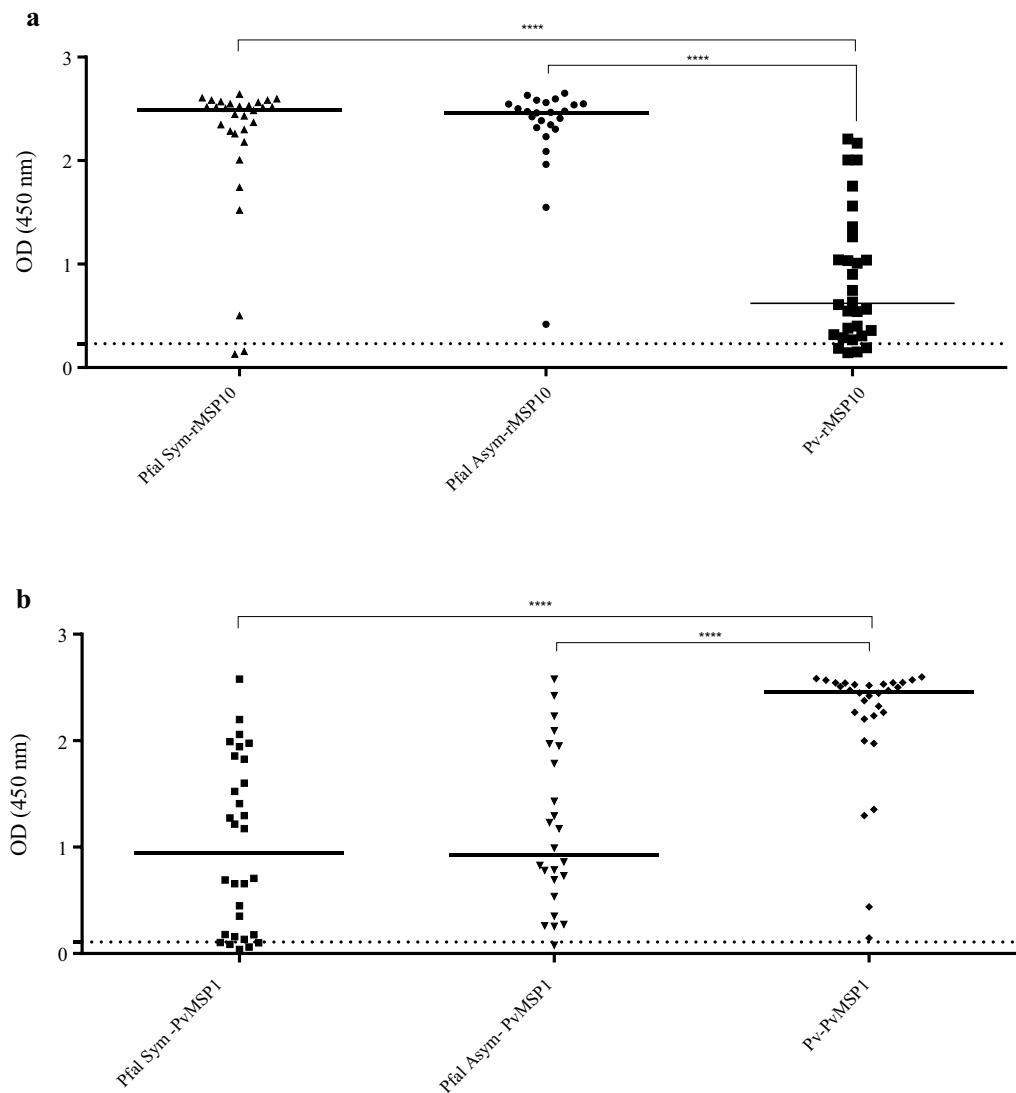 a
****
****
3
2
1
0
OD (450 nm)
Pfal Sym-rMSP10
Pfal Asym-rMSP10
Pv-rMSP10
b
****
****
3
2
1
0
OD (450 nm)
Pfal Sym -PvMSP1
Pfal Asym- PvMSP1
Pv-PvMSP1